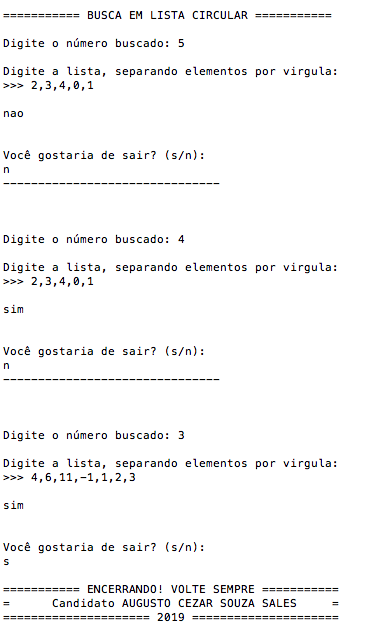 =========== BUSCA EM LISTA CIRCULAR ===========
Digite o número buscado: 5
Digite a lista, separando elementos por virgula:
>>> 2,3,4,0,1
nao
Você gostaria de sair? (s/n):
n
-------------------------------
Digite o número buscado: 4
Digite a lista, separando elementos por virgula:
>>> 2,3,4,0,1
sim
Você gostaria de sair? (s/n):
n
-------------------------------
Digite o número buscado: 3
Digite a lista, separando elementos por virgula:
>>> 4,6,11,-1,1,2,3
sim
Você gostaria de sair? (s/n):
s
=========== ENCERRANDO! VOLTE SEMPRE ===========
=      Candidato AUGUSTO CEZAR SOUZA SALES     =
===================== 2019 =====================